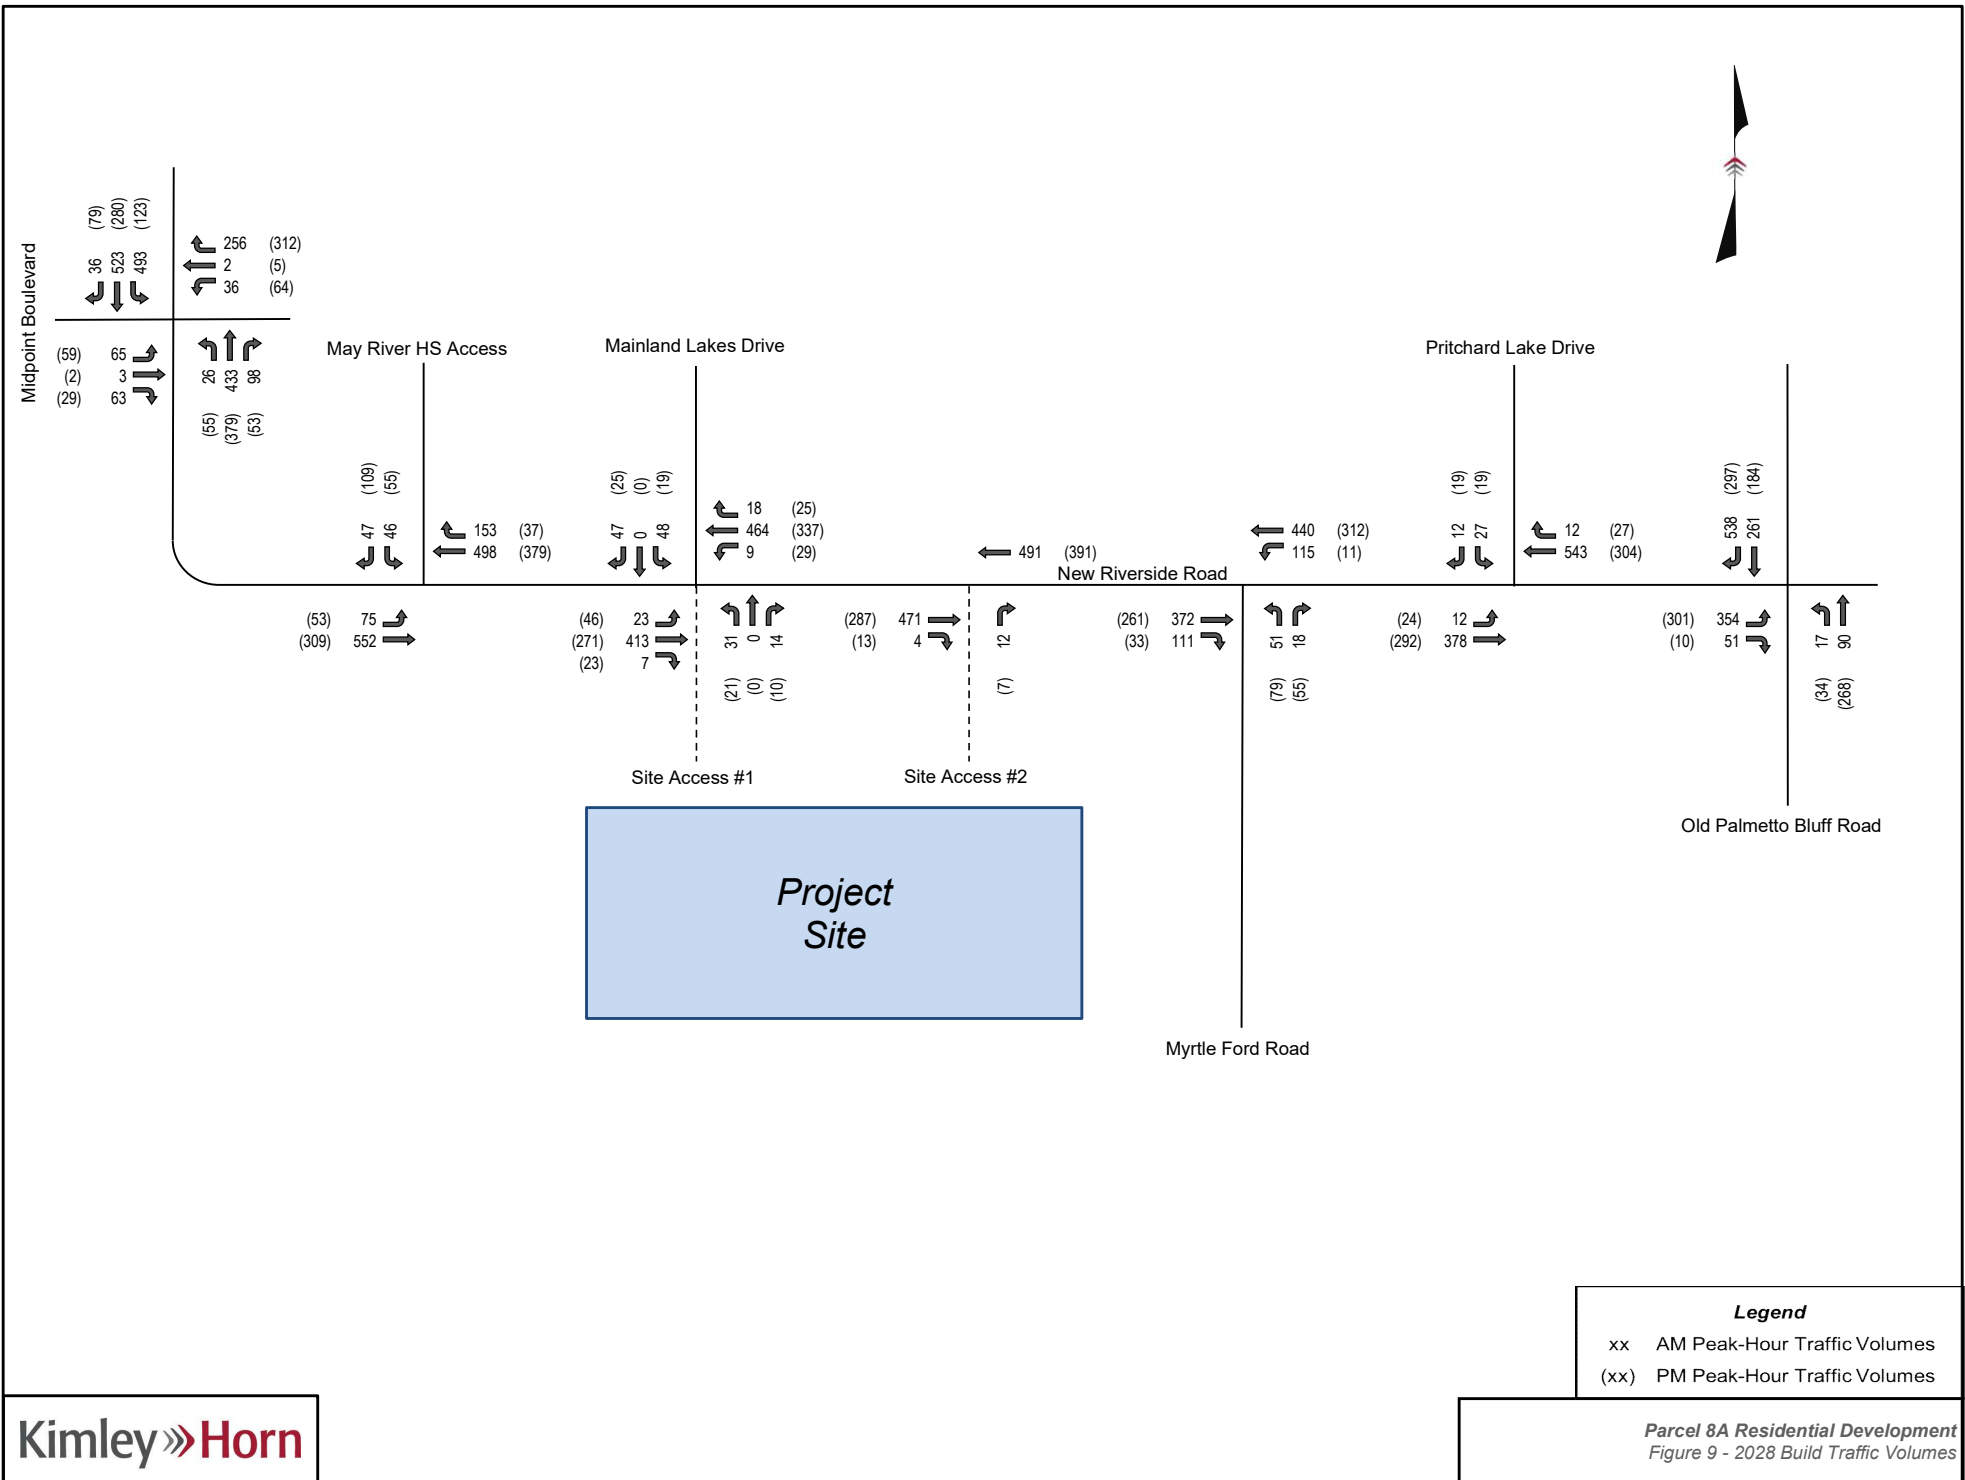 (79) (280) (123)
36 523 493
256 (312)
2 (5)
36 (64)
Midpoint Boulevard
(59) 65
(2) 3
(29) 63
26 433 98
(55) (379) (53)
May River HS Access
Mainland Lakes Drive
Pritchard Lake Drive
(109) (55)
47 46
153 (37)
498 (379)
(25) (0) (19)
47 0 48
18 (25)
464 (337)
9 (29)
491 (391)
New Riverside Road
440 (312)
115 (11)
(19) (19)
12 27
12 (27)
543 (304)
(297) (184)
538 261
(53) 75
(309) 552
(46) 23
(271) 413
(23) 7
31 0 14
(21) (0) (10)
(287) 471
(13) 4
12
(7)
(261) 372
(33) 111
51 18
(79) (55)
(24) 12
(292) 378
(301) 354
(10) 51
17 90
(34) (268)
Site Access #1
Site Access #2
Old Palmetto Bluff Road
Project
Site
Myrtle Ford Road
Legend
xx AM Peak-Hour Traffic Volumes
(xx) PM Peak-Hour Traffic Volumes
Kimley»Horn
Parcel 8A Residential Development
Figure 9 - 2028 Build Traffic Volumes